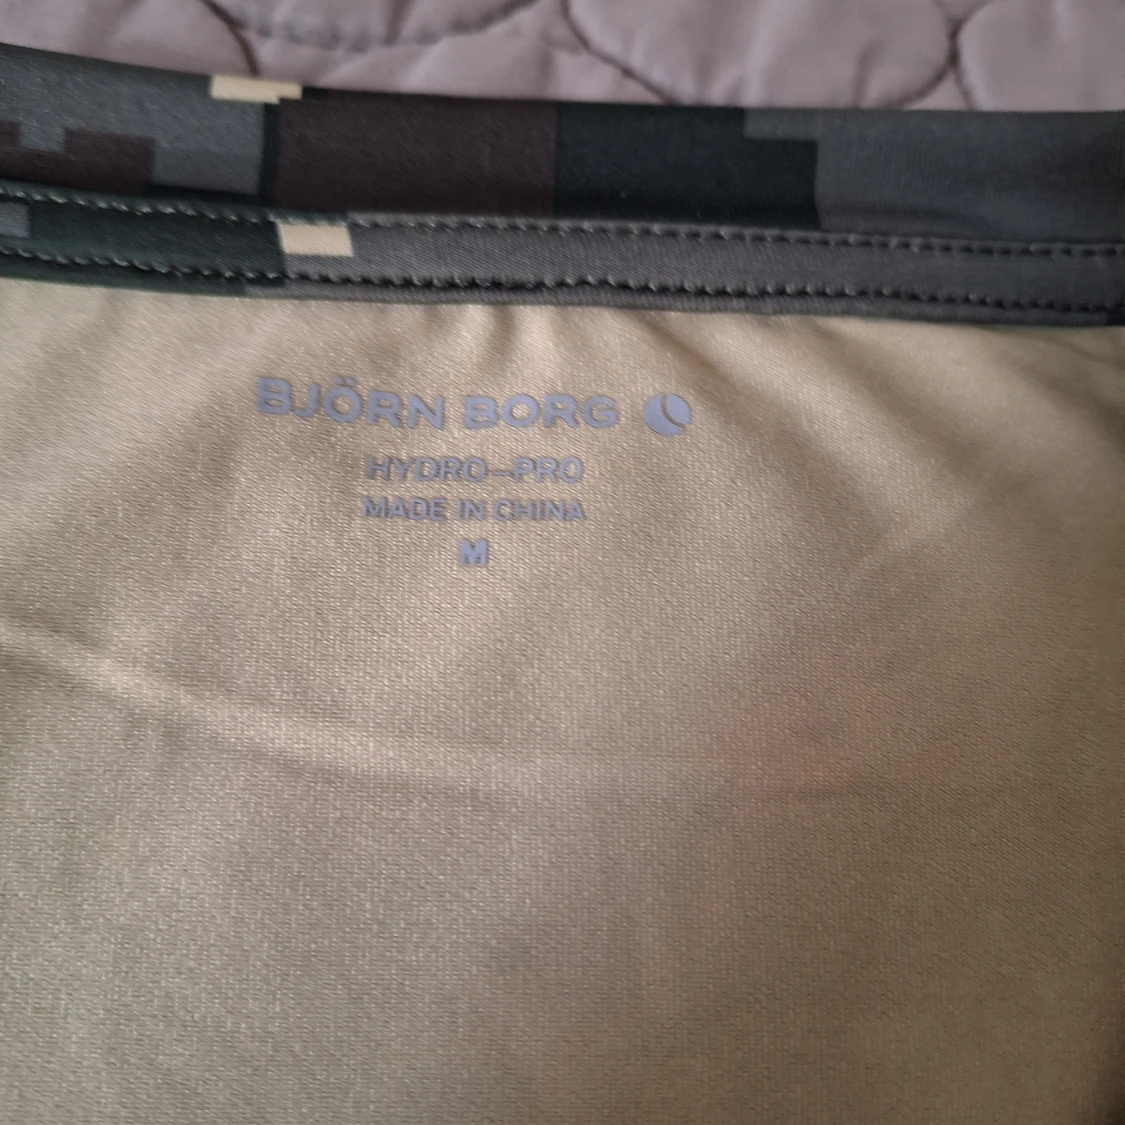 BJÖRN BORG
HYDRO-PRO
MADE IN CHINA
M